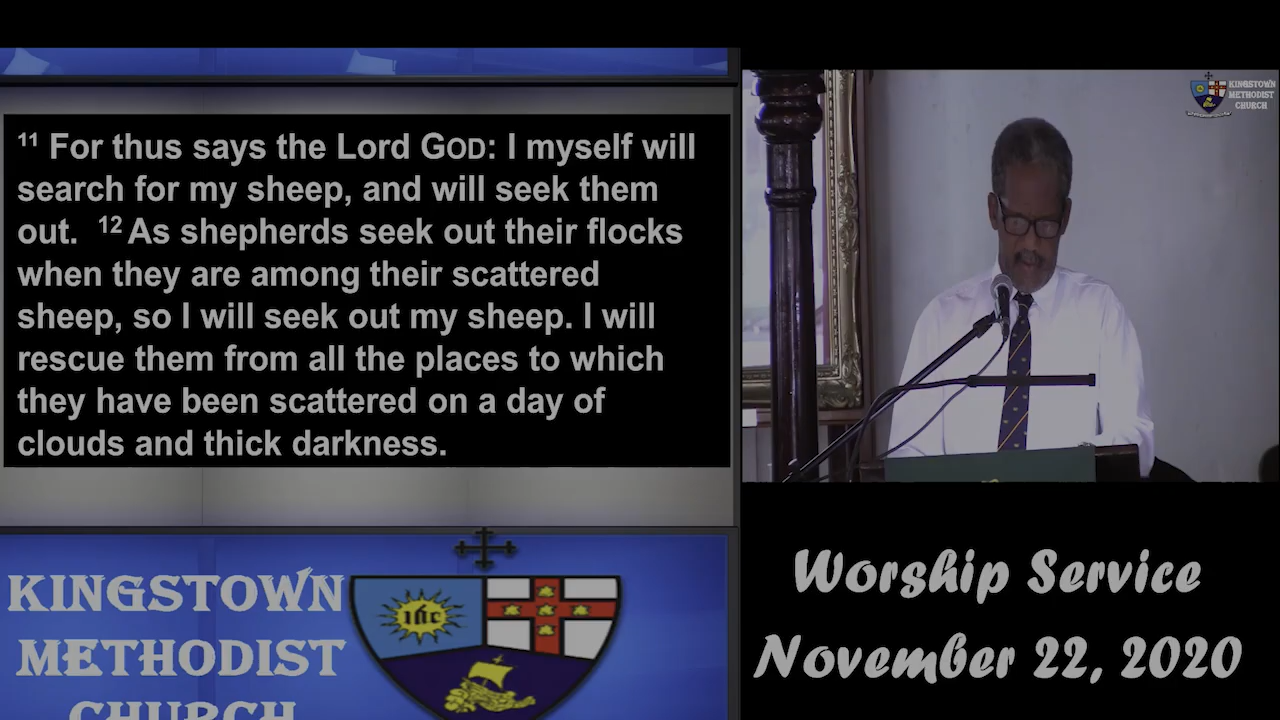 ¹¹ For thus says the Lord GOD: I myself will
search for my sheep, and will seek them
out. ¹² As shepherds seek out their flocks
when they are among their scattered
sheep, so I will seek out my sheep. I will
rescue them from all the places to which
they have been scattered on a day of
clouds and thick darkness.
KINGSTOWN
METHODIST
CHURCH
ihc
KINGSTOWN
METHODIST
CHURCH
Worship Service
November 22, 2020